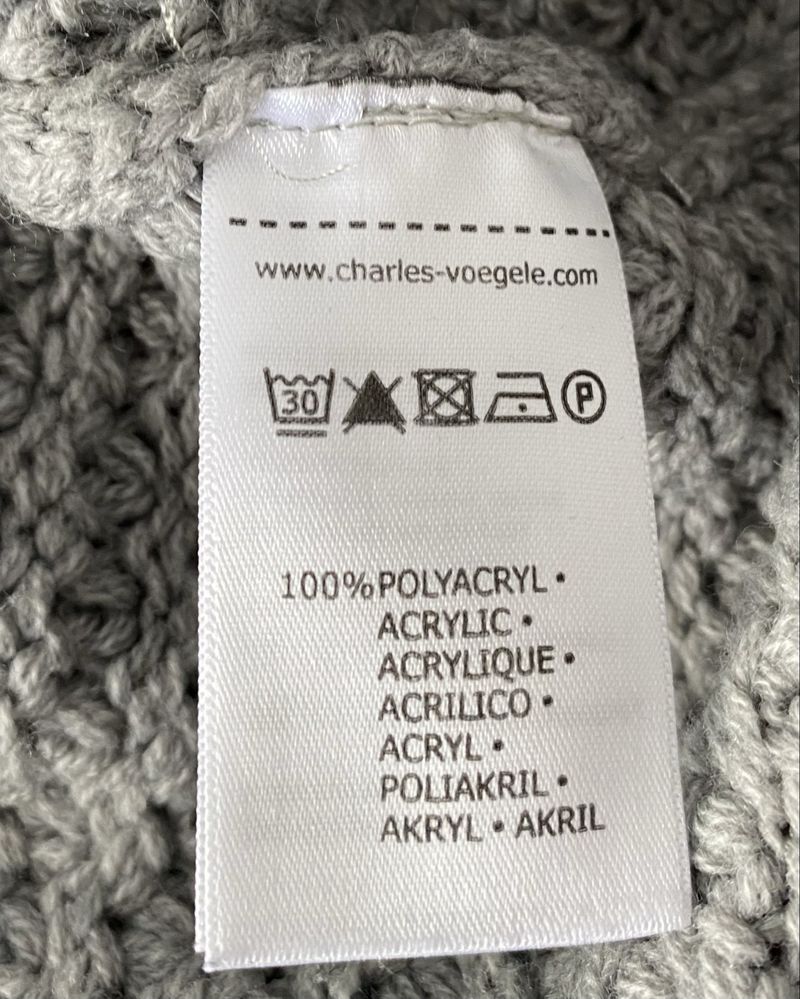 www.charles-voegele.com
30 P
100% POLYACRYL •
ACRYLIC •
ACRYLIQUE •
ACRILICO •
ACRYL •
POLIAKRIL •
AKRYL • AKRIL